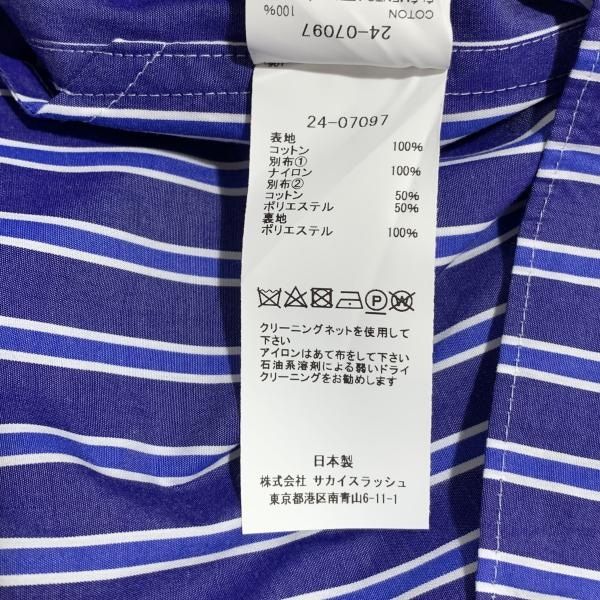 COTON
100%
24-07097
24-07097
表地
コットン 100%
別布①
ナイロン 100%
別布②
コットン 50%
ポリエステル 50%
裏地
ポリエステル 100%
クリーニングネットを使用して
下さい
アイロンはあて布をして下さい
石油系溶剤による弱いドライ
クリーニングをお勧めします
日本製
株式会社 サカイスラッシュ
東京都港区南青山6-11-1